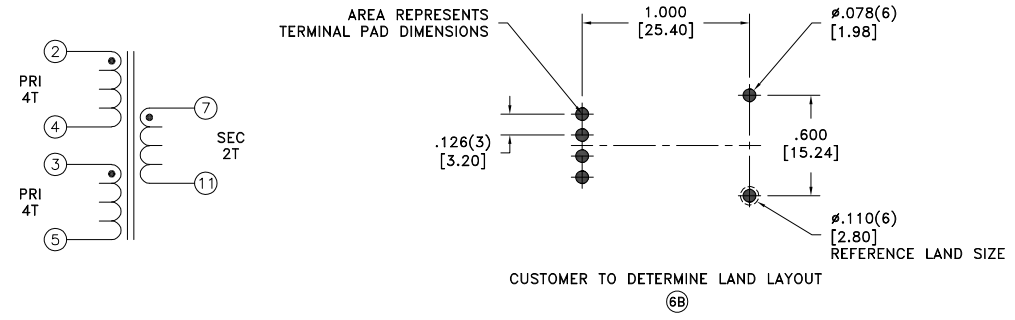 2
PRI
4T
4
3
PRI
4T
5
7
SEC
2T
11
AREA REPRESENTS
TERMINAL PAD DIMENSIONS
1.000
[25.40]
ø.078(6)
[1.98]
.126(3)
[3.20]
.600
[15.24]
ø.110(6)
[2.80]
REFERENCE LAND SIZE
CUSTOMER TO DETERMINE LAND LAYOUT
6B